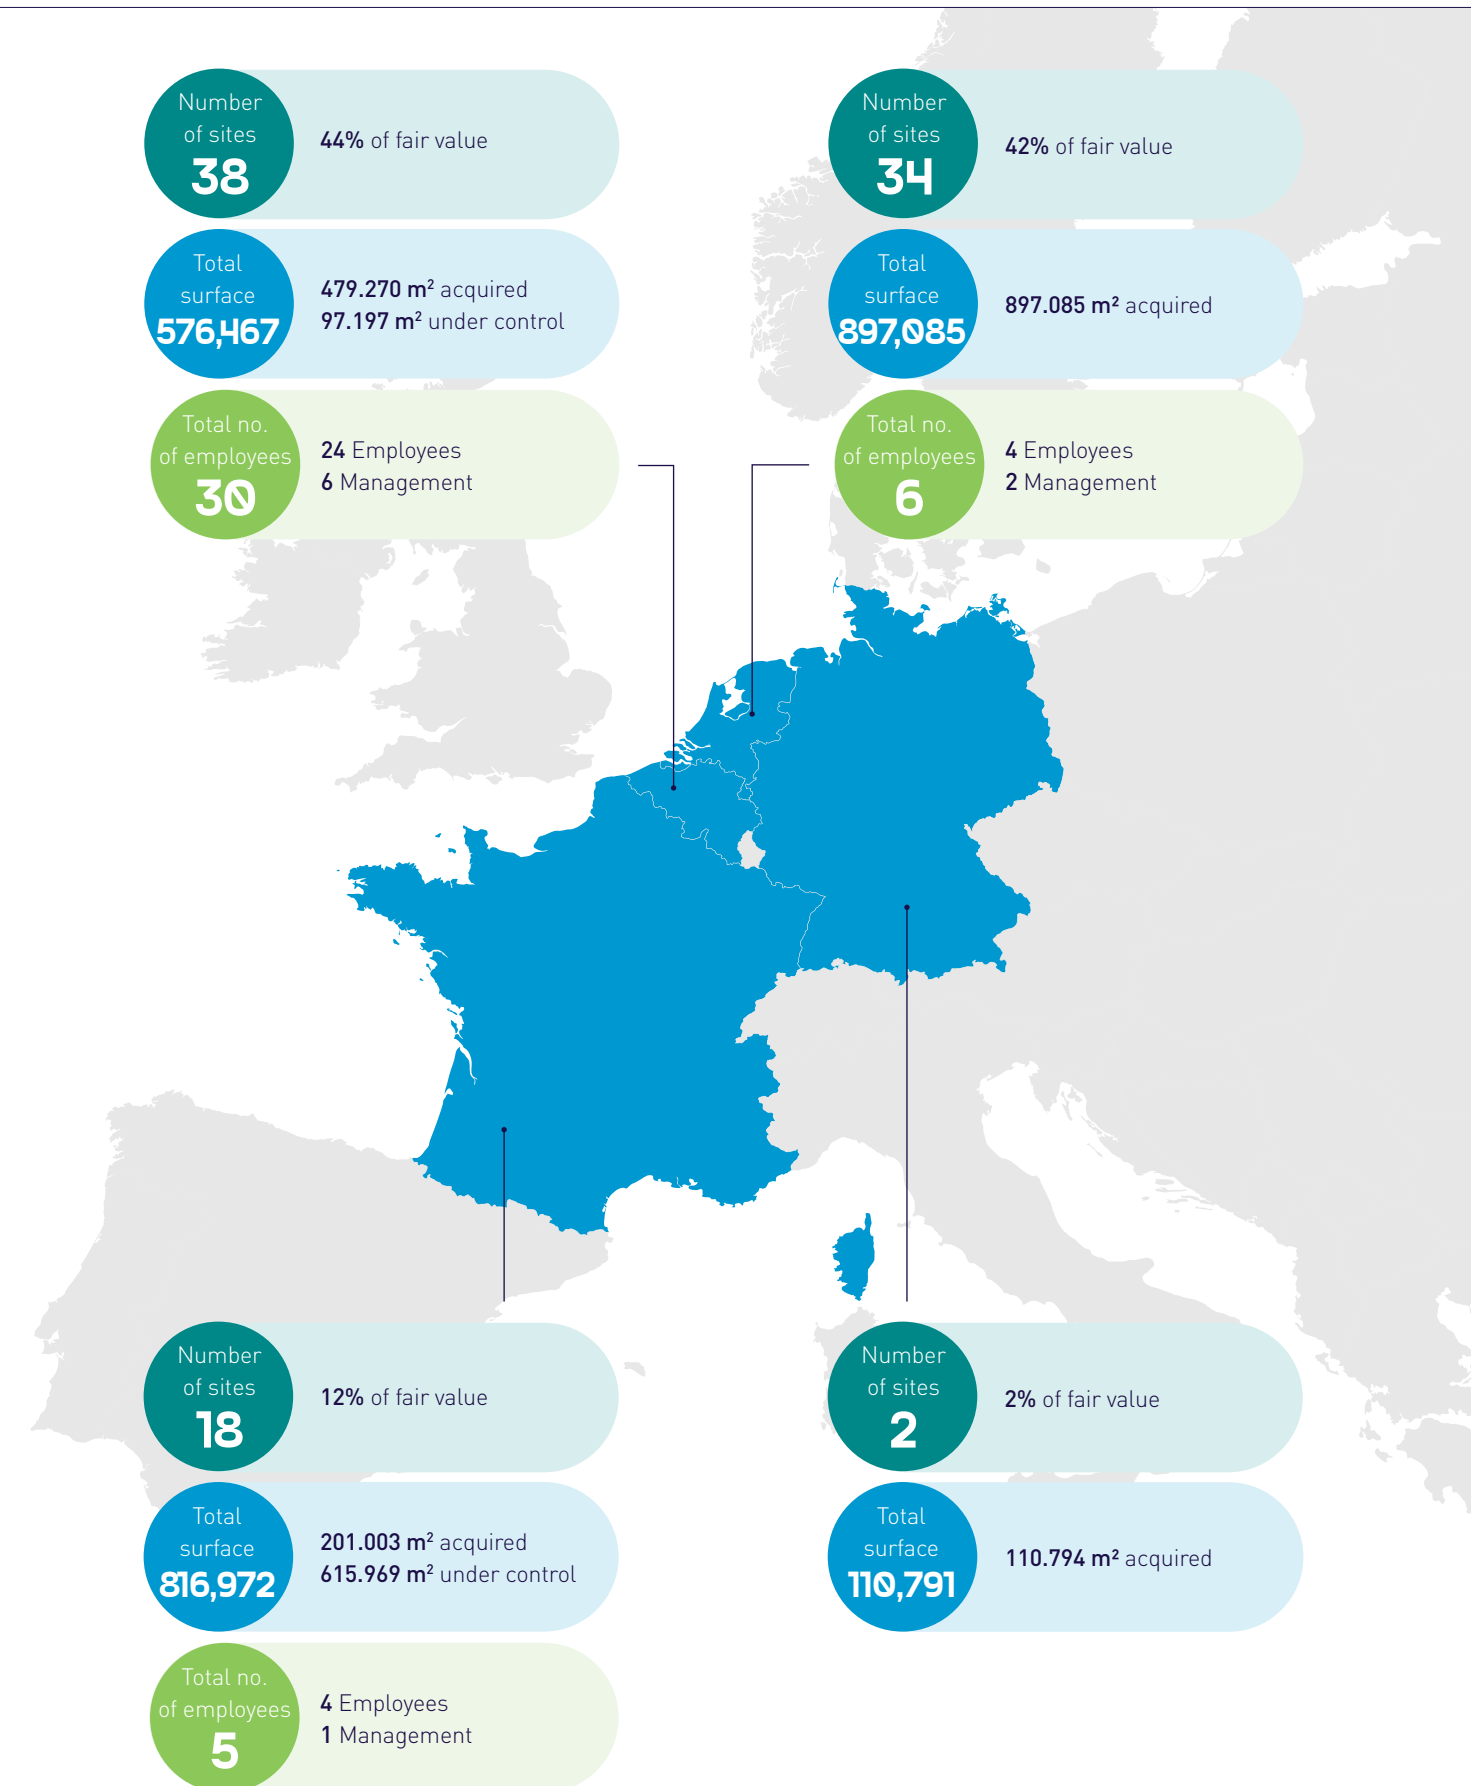 Number
of sites
38
44% of fair value
Total
surface
576,467
479.270 m² acquired
97.197 m² under control
Total no.
of employees
30
24 Employees
6 Management
Number
of sites
34
42% of fair value
Total
surface
897,085
897.085 m² acquired
Total no.
of employees
6
4 Employees
2 Management
Number
of sites
18
12% of fair value
Total
surface
816,972
201.003 m² acquired
615.969 m² under control
Total no.
of employees
5
4 Employees
1 Management
Number
of sites
2
2% of fair value
Total
surface
110,791
110.794 m² acquired